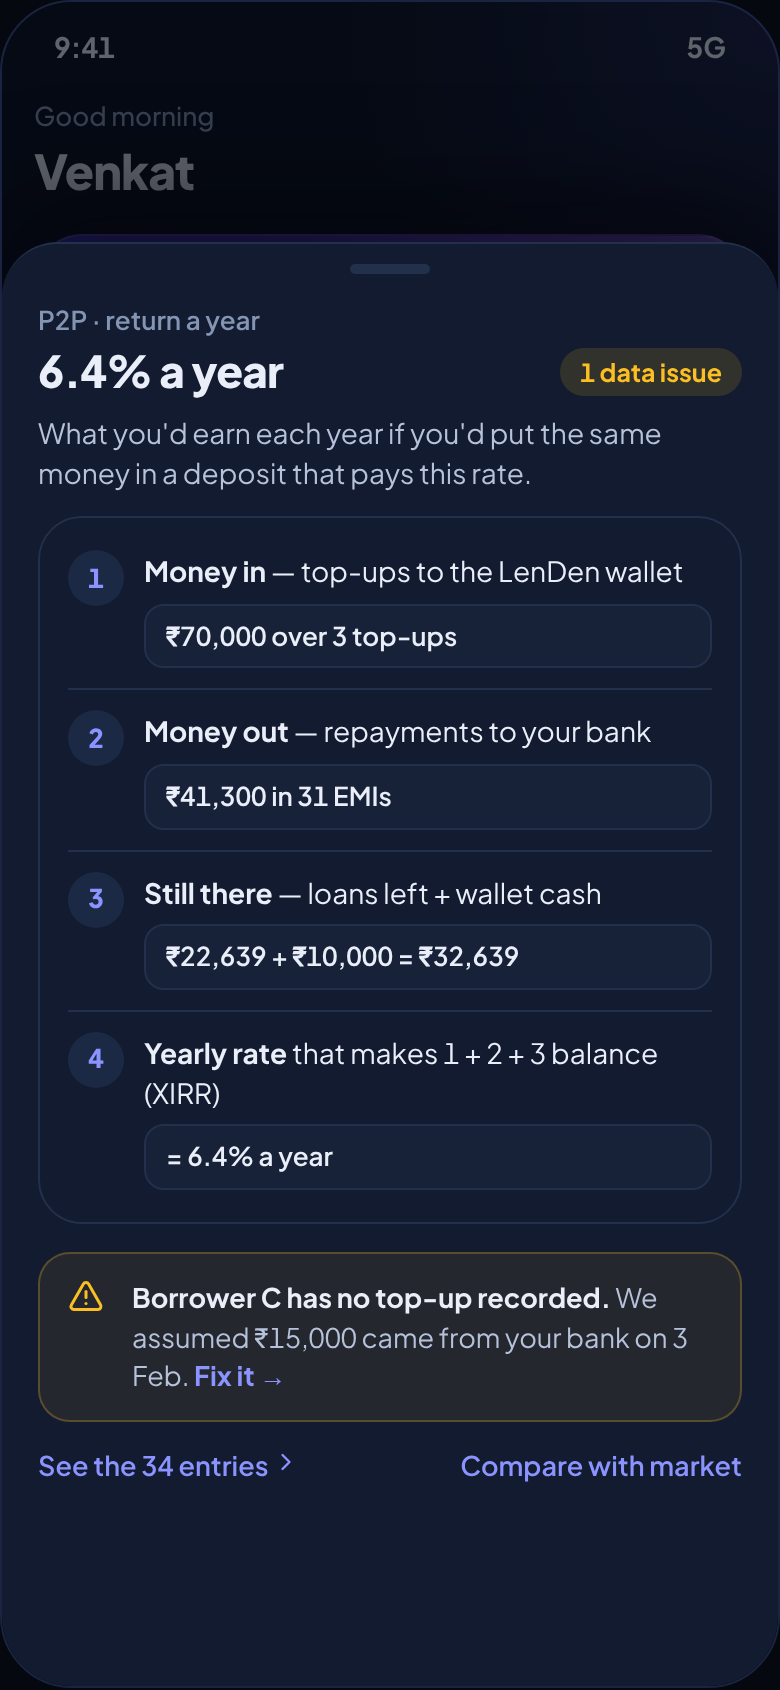 9:41
5G
Good morning
Venkat
P2P · return a year
6.4% a year
1 data issue
What you'd earn each year if you'd put the same
money in a deposit that pays this rate.
1
Money in — top-ups to the LenDen wallet
₹70,000 over 3 top-ups
2
Money out — repayments to your bank
₹41,300 in 31 EMIs
3
Still there — loans left + wallet cash
₹22,639 + ₹10,000 = ₹32,639
4
Yearly rate that makes 1 + 2 + 3 balance
(XIRR)
= 6.4% a year
Borrower C has no top-up recorded. We
assumed ₹15,000 came from your bank on 3
Feb. Fix it →
See the 34 entries >
Compare with market